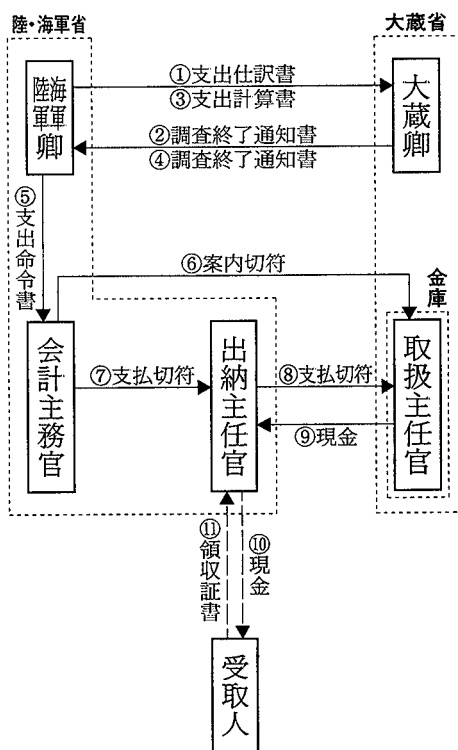 陸・海軍省
大蔵省
陸軍
海軍
卿
大蔵卿
①支出仕訳書
③支出計算書
②調査終了通知書
④調査終了通知書
⑤支出命令書
⑥案内切符
金庫
会計主務官
⑦支払切符
出納主任官
⑧支払切符
⑨現金
取扱主任官
⑪領収証書
⑩現金
受取人